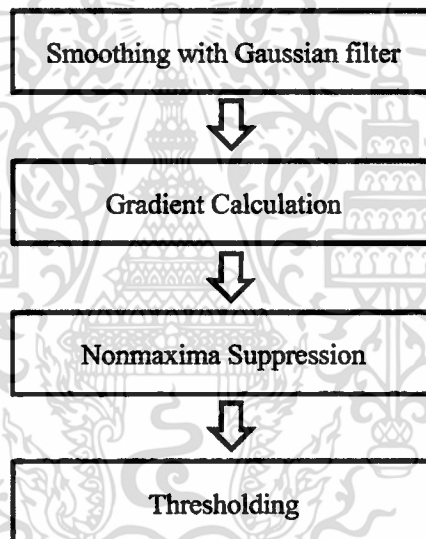 Smoothing with Gaussian filter
Gradient Calculation
Nonmaxima Suppression
Thresholding